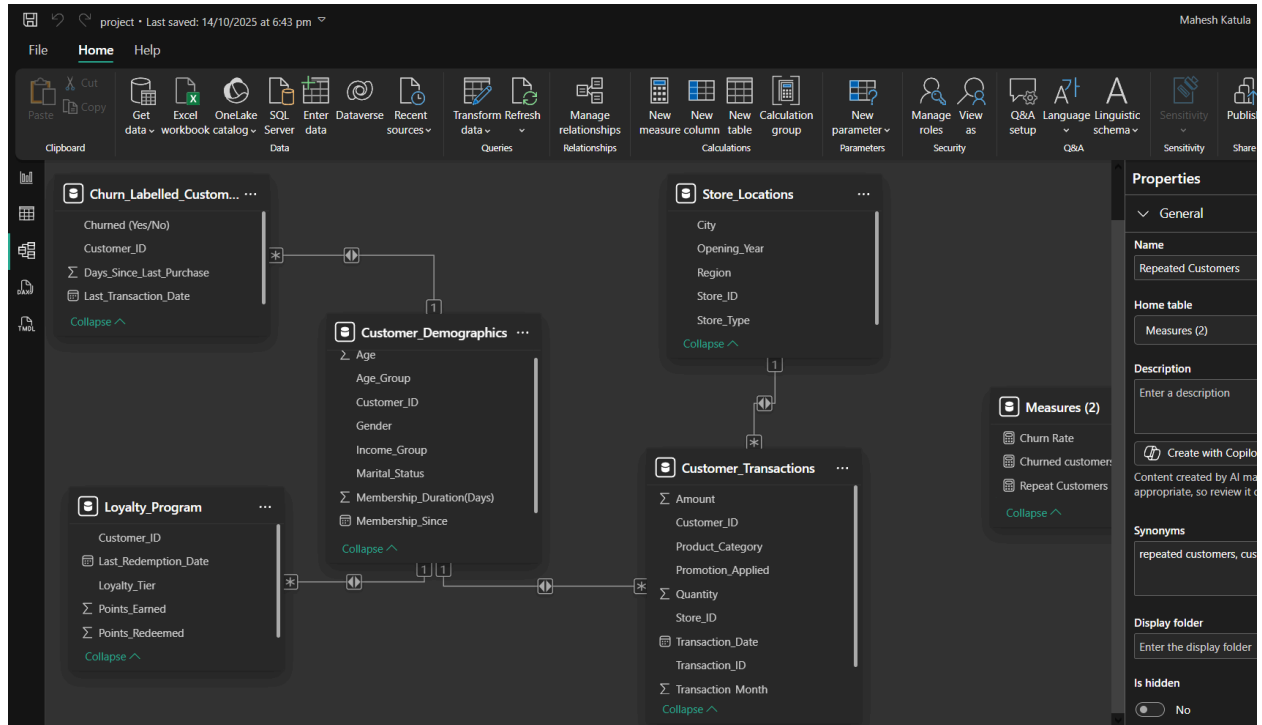 project • Last saved: 14/10/2025 at 6:43 pm
Mahesh Katula
File Home Help
Paste
Cut
Copy
Clipboard
Get data
Excel workbook
OneLake catalog
SQL Server
Enter data
Dataverse
Recent sources
Data
Transform data
Refresh
Queries
Manage relationships
Relationships
New measure
New column
New table
Calculation group
Calculations
New parameter
Parameters
Manage roles
View as
Security
Q&A setup
Language
Linguistic schema
Q&A
Sensitivity
Sensitivity
Publis
Share
DAX
TMDL
Churn_Labelled_Custom... ...
Churned (Yes/No)
Customer_ID
Σ Days_Since_Last_Purchase
Last_Transaction_Date
Collapse
* 1
Customer_Demographics ...
Σ Age
Age_Group
Customer_ID
Gender
Income_Group
Marital_Status
Σ Membership_Duration(Days)
Membership_Since
Collapse
1 1
Loyalty_Program ...
Customer_ID
Last_Redemption_Date
Loyalty_Tier
Σ Points_Earned
Σ Points_Redeemed
Collapse
* *
Store_Locations ...
City
Opening_Year
Region
Store_ID
Store_Type
Collapse
1
*
Customer_Transactions ...
Σ Amount
Customer_ID
Product_Category
Promotion_Applied
Σ Quantity
Store_ID
Transaction_Date
Transaction_ID
Σ Transaction Month
Collapse
Measures (2)
Churn Rate
Churned customer
Repeat Customers
Collapse
Properties
General
Name
Repeated Customers
Home table
Measures (2)
Description
Enter a description
Create with Copilo
Content created by AI ma
appropriate, so review it c
Synonyms
repeated customers, cus
Display folder
Enter the display folder
Is hidden
No